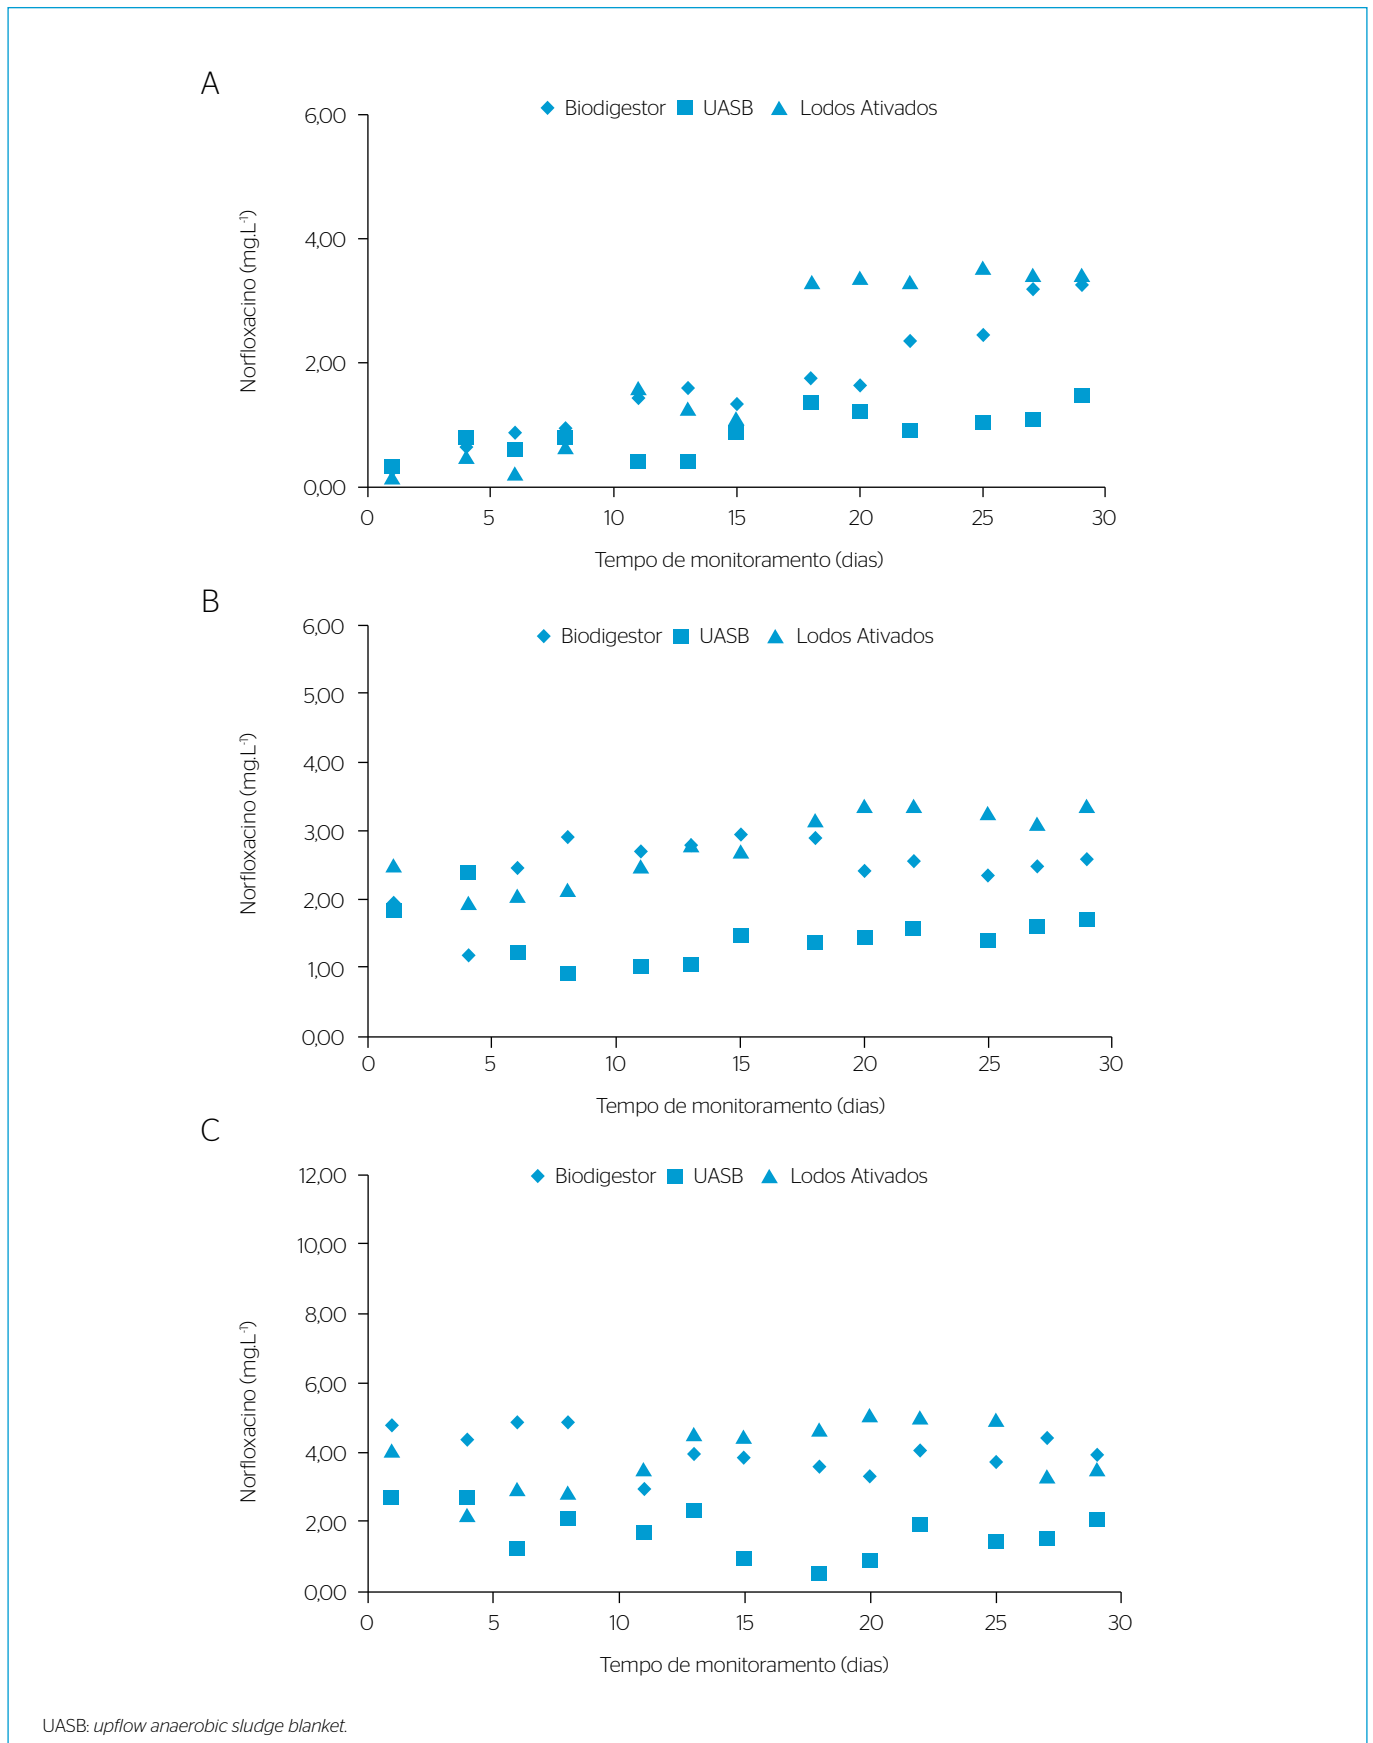 A
Biodigestor UASB Lodos Ativados
6,00
4,00
2,00
0,00
Norfloxacino (mg.L-1)
0 5 10 15 20 25 30
Tempo de monitoramento (dias)
B
Biodigestor UASB Lodos Ativados
6,00
5,00
4,00
3,00
2,00
1,00
0,00
Norfloxacino (mg.L-1)
0 5 10 15 20 25 30
Tempo de monitoramento (dias)
C
Biodigestor UASB Lodos Ativados
12,00
10,00
8,00
6,00
4,00
2,00
0,00
Norfloxacino (mg.L-1)
0 5 10 15 20 25 30
Tempo de monitoramento (dias)
UASB: upflow anaerobic sludge blanket.